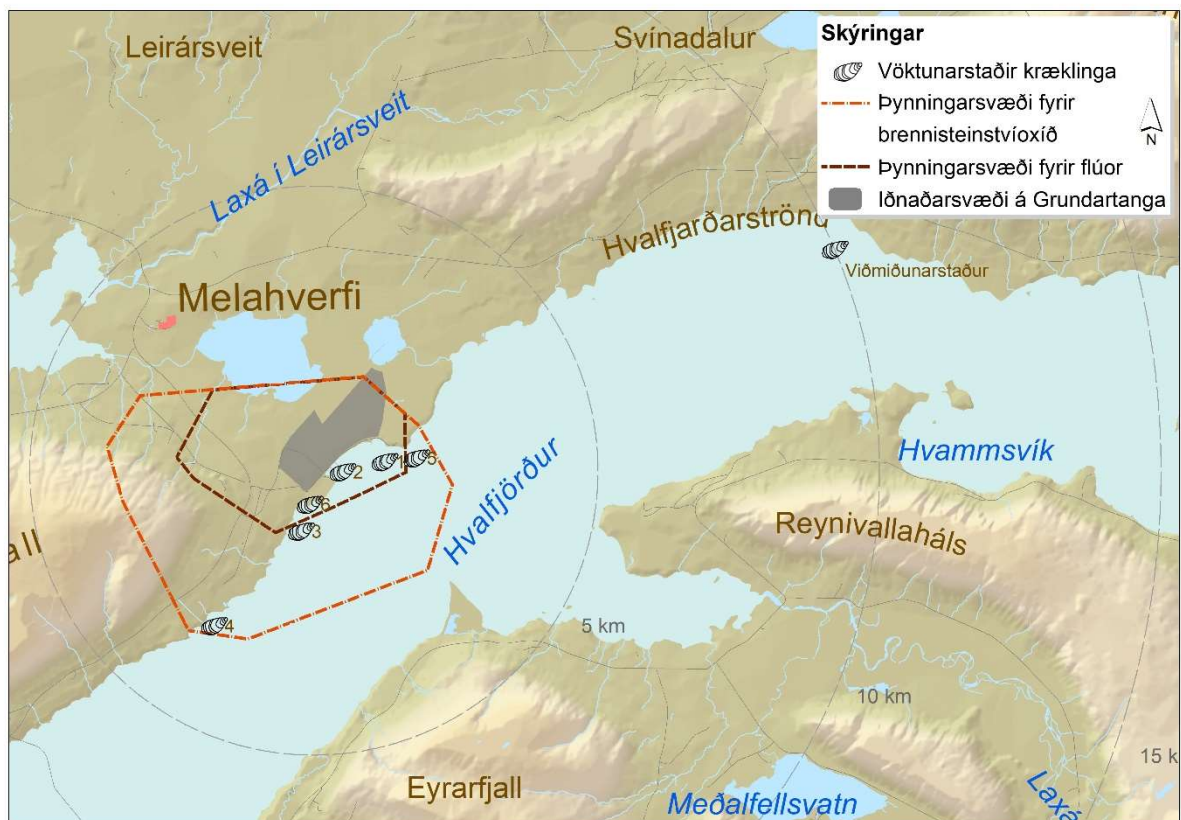 Leirársveit
Svínadalur
Skýringar
Vöktunarstaðir kræklinga
Þynningarsvæði fyrir
brennisteinstvíoxíð
Þynningarsvæði fyrir flúor
Iðnaðarsvæði á Grundartanga
N
Laxá í Leirársveit
Hvalfjarðarströnd
Viðmiðunarstaður
Melahverfi
Hvammsvík
Hvalfjörður
2
1
5
6
3
4
Reynivallaháls
all
5 km
10 km
15 k
Eyrarfjall
Meðalfellsvatn
Laxá